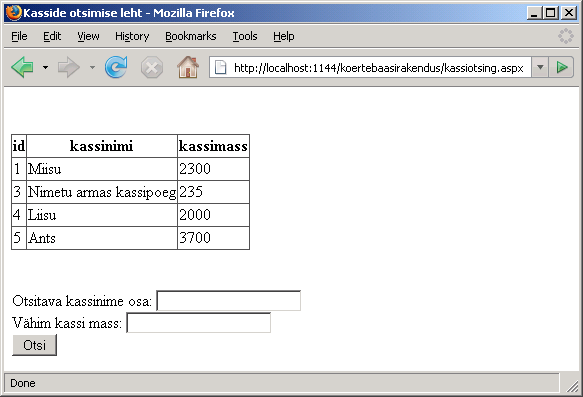 Kasside otsimise leht - Mozilla Firefox
File Edit View History Bookmarks Tools Help
http://localhost:1144/koertebaasirakendus/kassiotsing.aspx
id kassinimi kassimass
1 Miisu 2300
3 Nimetu armas kassipoeg 235
4 Liisu 2000
5 Ants 3700
Otsitava kassinime osa:
Vähim kassi mass:
Otsi
Done